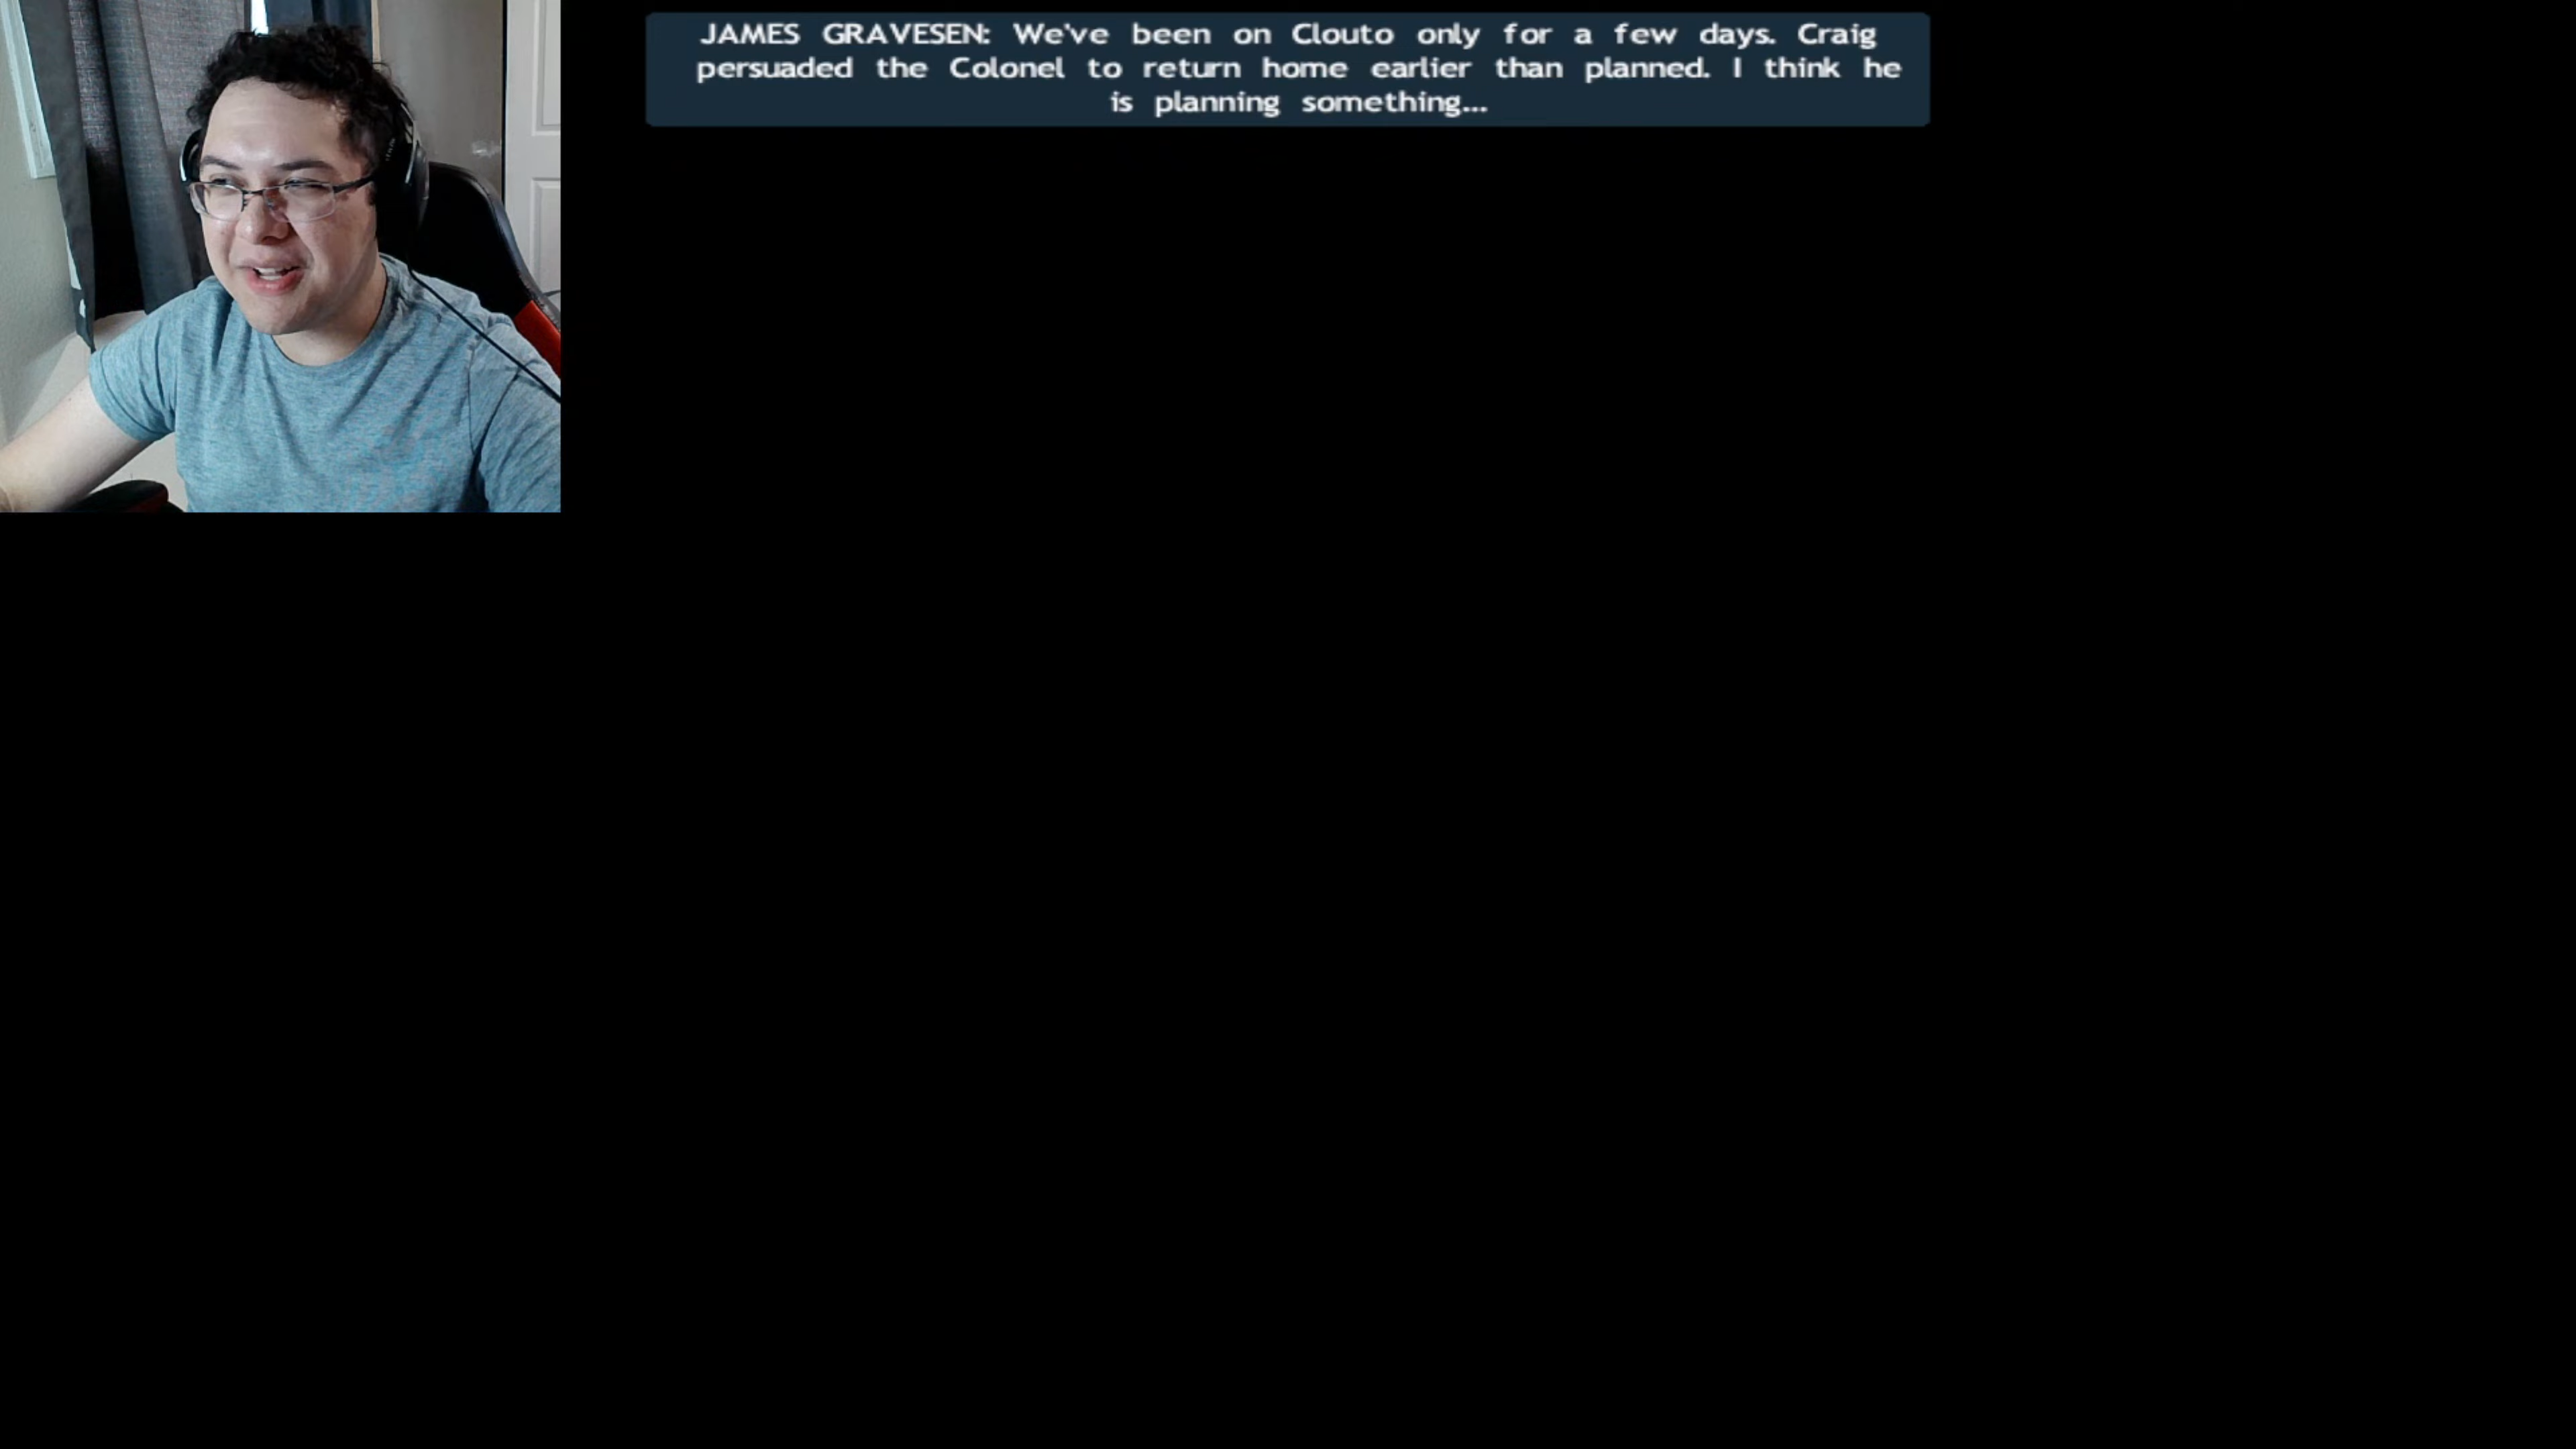 JAMES GRAVESEN: We've been on Clouto only for a few days. Craig
persuaded the Colonel to return home earlier than planned. I think he
is planning something...